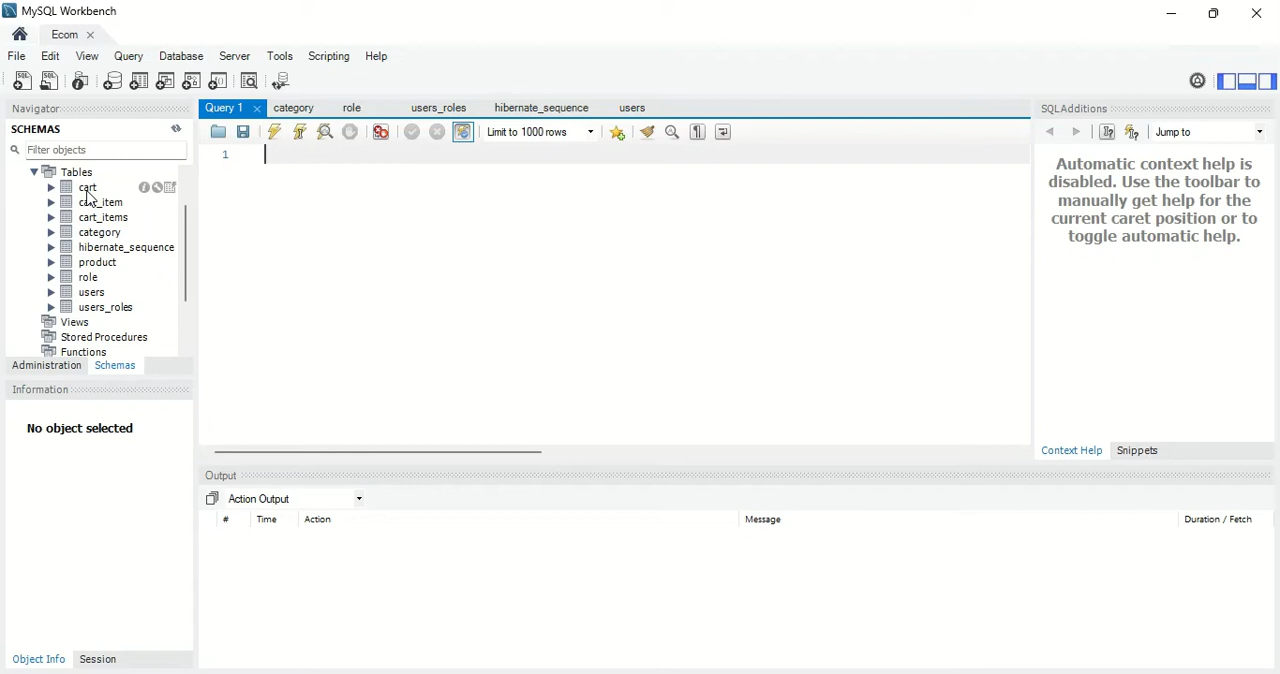 MySQL Workbench
Ecom
File Edit View Query Database Server Tools Scripting Help
Navigator
SCHEMAS
Filter objects
Tables
cart
cart_item
cart_items
category
hibernate_sequence
product
role
users
users_roles
Views
Stored Procedures
Functions
Administration Schemas
Information
No object selected
Object Info Session
Query 1 category role users_roles hibernate_sequence users
Limit to 1000 rows
1
SQLAdditions
Jump to
Automatic context help is
disabled. Use the toolbar to
manually get help for the
current caret position or to
toggle automatic help.
Context Help Snippets
Output
Action Output
# Time Action Message Duration / Fetch